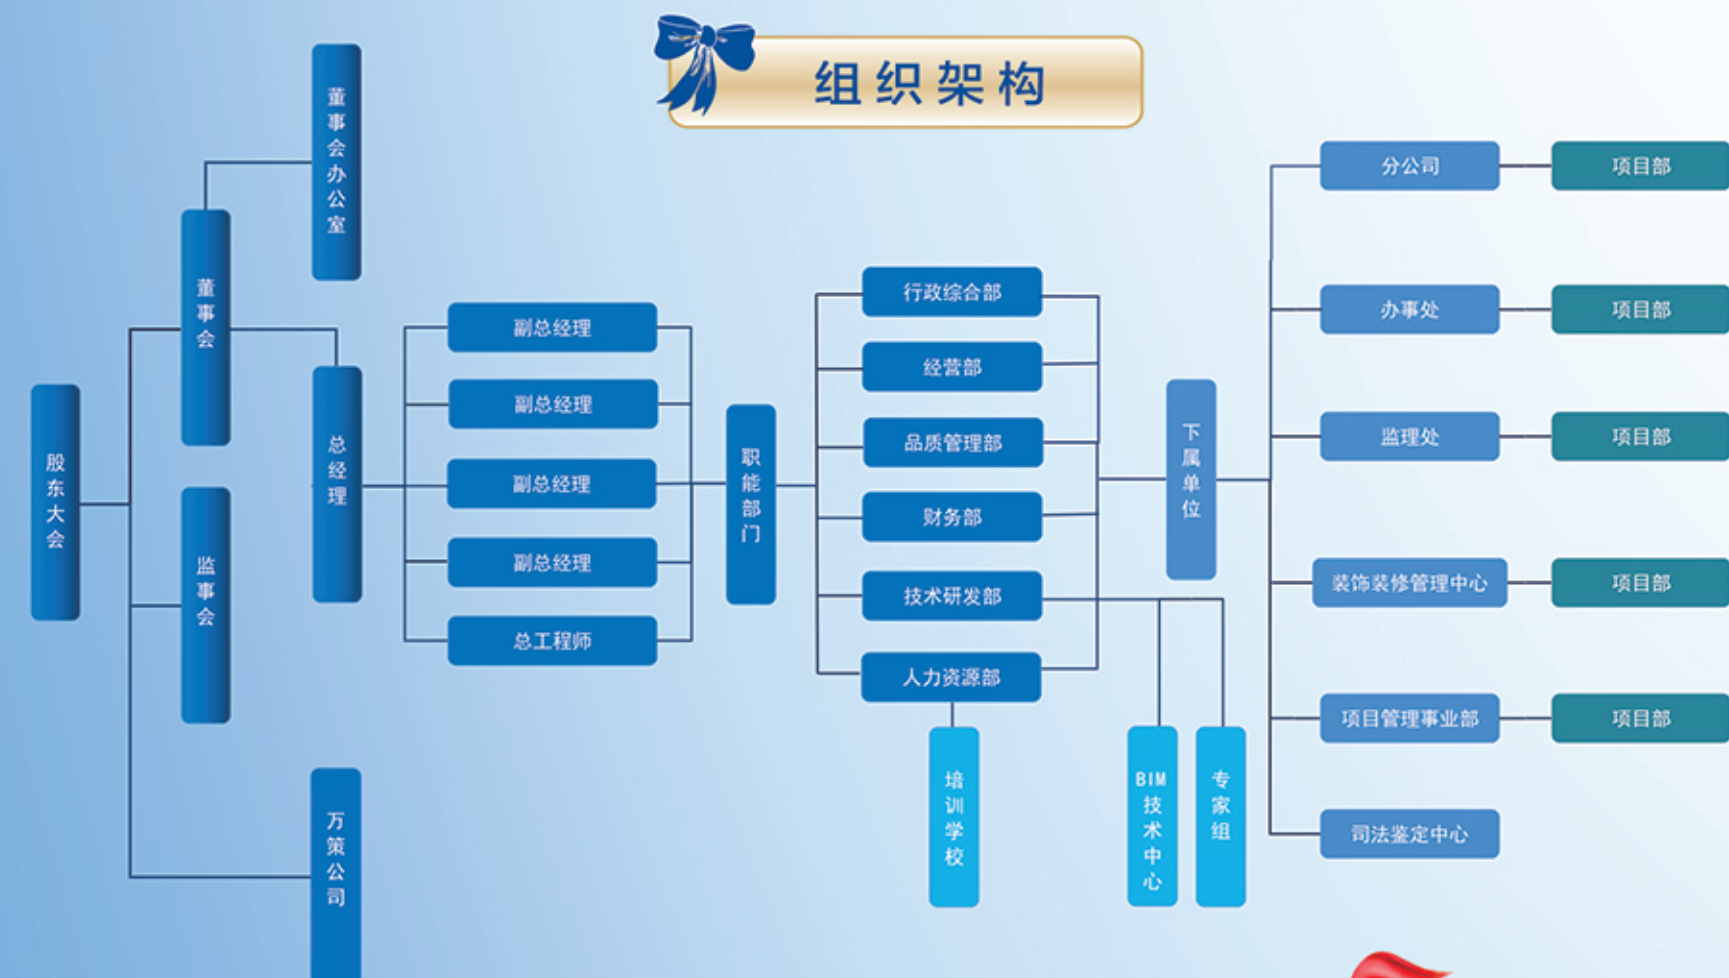 组织架构
董事会办公室
董事会
股东大会
监事会
总经理
万策公司
副总经理
副总经理
副总经理
副总经理
总工程师
职能部门
行政综合部
经营部
品质管理部
财务部
技术研发部
人力资源部
培训学校
BIM技术中心
专家组
下属单位
分公司
项目部
办事处
项目部
监理处
项目部
装饰装修管理中心
项目部
项目管理事业部
项目部
司法鉴定中心